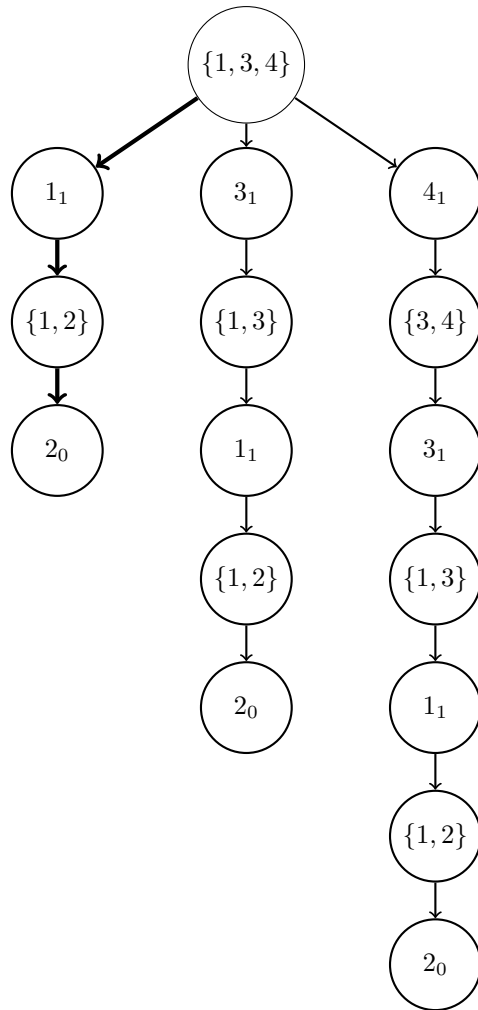 {1, 3, 4}
1₁ 3₁ 4₁
{1, 2} {1, 3} {3, 4}
2₀ 1₁ 3₁
{1, 2} {1, 3}
2₀ 1₁
{1, 2}
2₀